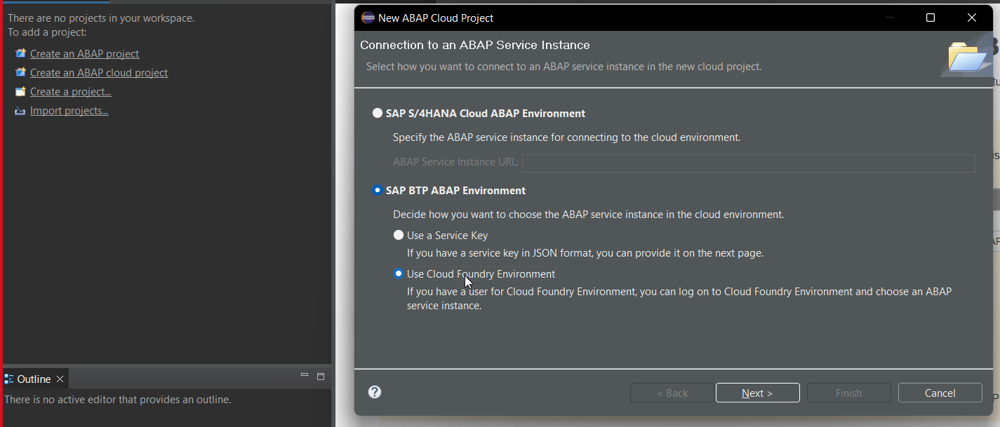 There are no projects in your workspace.
To add a project:
Create an ABAP project
Create an ABAP cloud project
Create a project...
Import projects...
Outline
There is no active editor that provides an outline.
New ABAP Cloud Project
Connection to an ABAP Service Instance
Select how you want to connect to an ABAP service instance in the new cloud project.
SAP S/4HANA Cloud ABAP Environment
Specify the ABAP service instance for connecting to the cloud environment.
ABAP Service Instance URL:
SAP BTP ABAP Environment
Decide how you want to choose the ABAP service instance in the cloud environment.
Use a Service Key
If you have a service key in JSON format, you can provide it on the next page.
Use Cloud Foundry Environment
If you have a user for Cloud Foundry Environment, you can log on to Cloud Foundry Environment and choose an ABAP
service instance.
? < Back Next > Finish Cancel